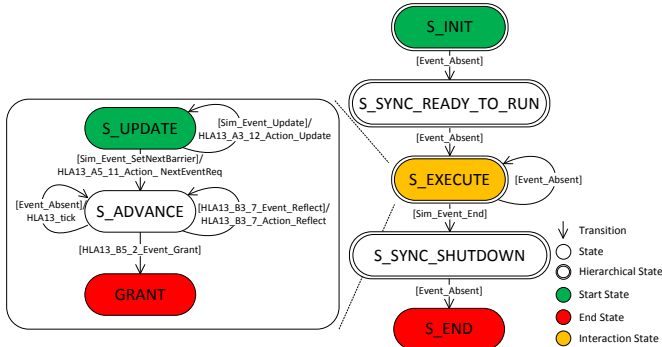 S_INIT
[Event_Absent]
S_SYNC_READY_TO_RUN
[Event_Absent]
S_EXECUTE
[Event_Absent]
[Sim_Event_End]
S_SYNC_SHUTDOWN
[Event_Absent]
S_END
S_UPDATE
[Sim_Event_Update]/
HLA13_A3_12_Action_Update
[Sim_Event_SetNextBarrier]/
HLA13_A5_11_Action_ NextEventReq
[Event_Absent]/
HLA13_tick
S_ADVANCE
[HLA13_B3_7_Event_Reflect]/
HLA13_B3_7_Action_Reflect
[HLA13_B5_2_Event_Grant]
GRANT
Transition
State
Hierarchical State
Start State
End State
Interaction State